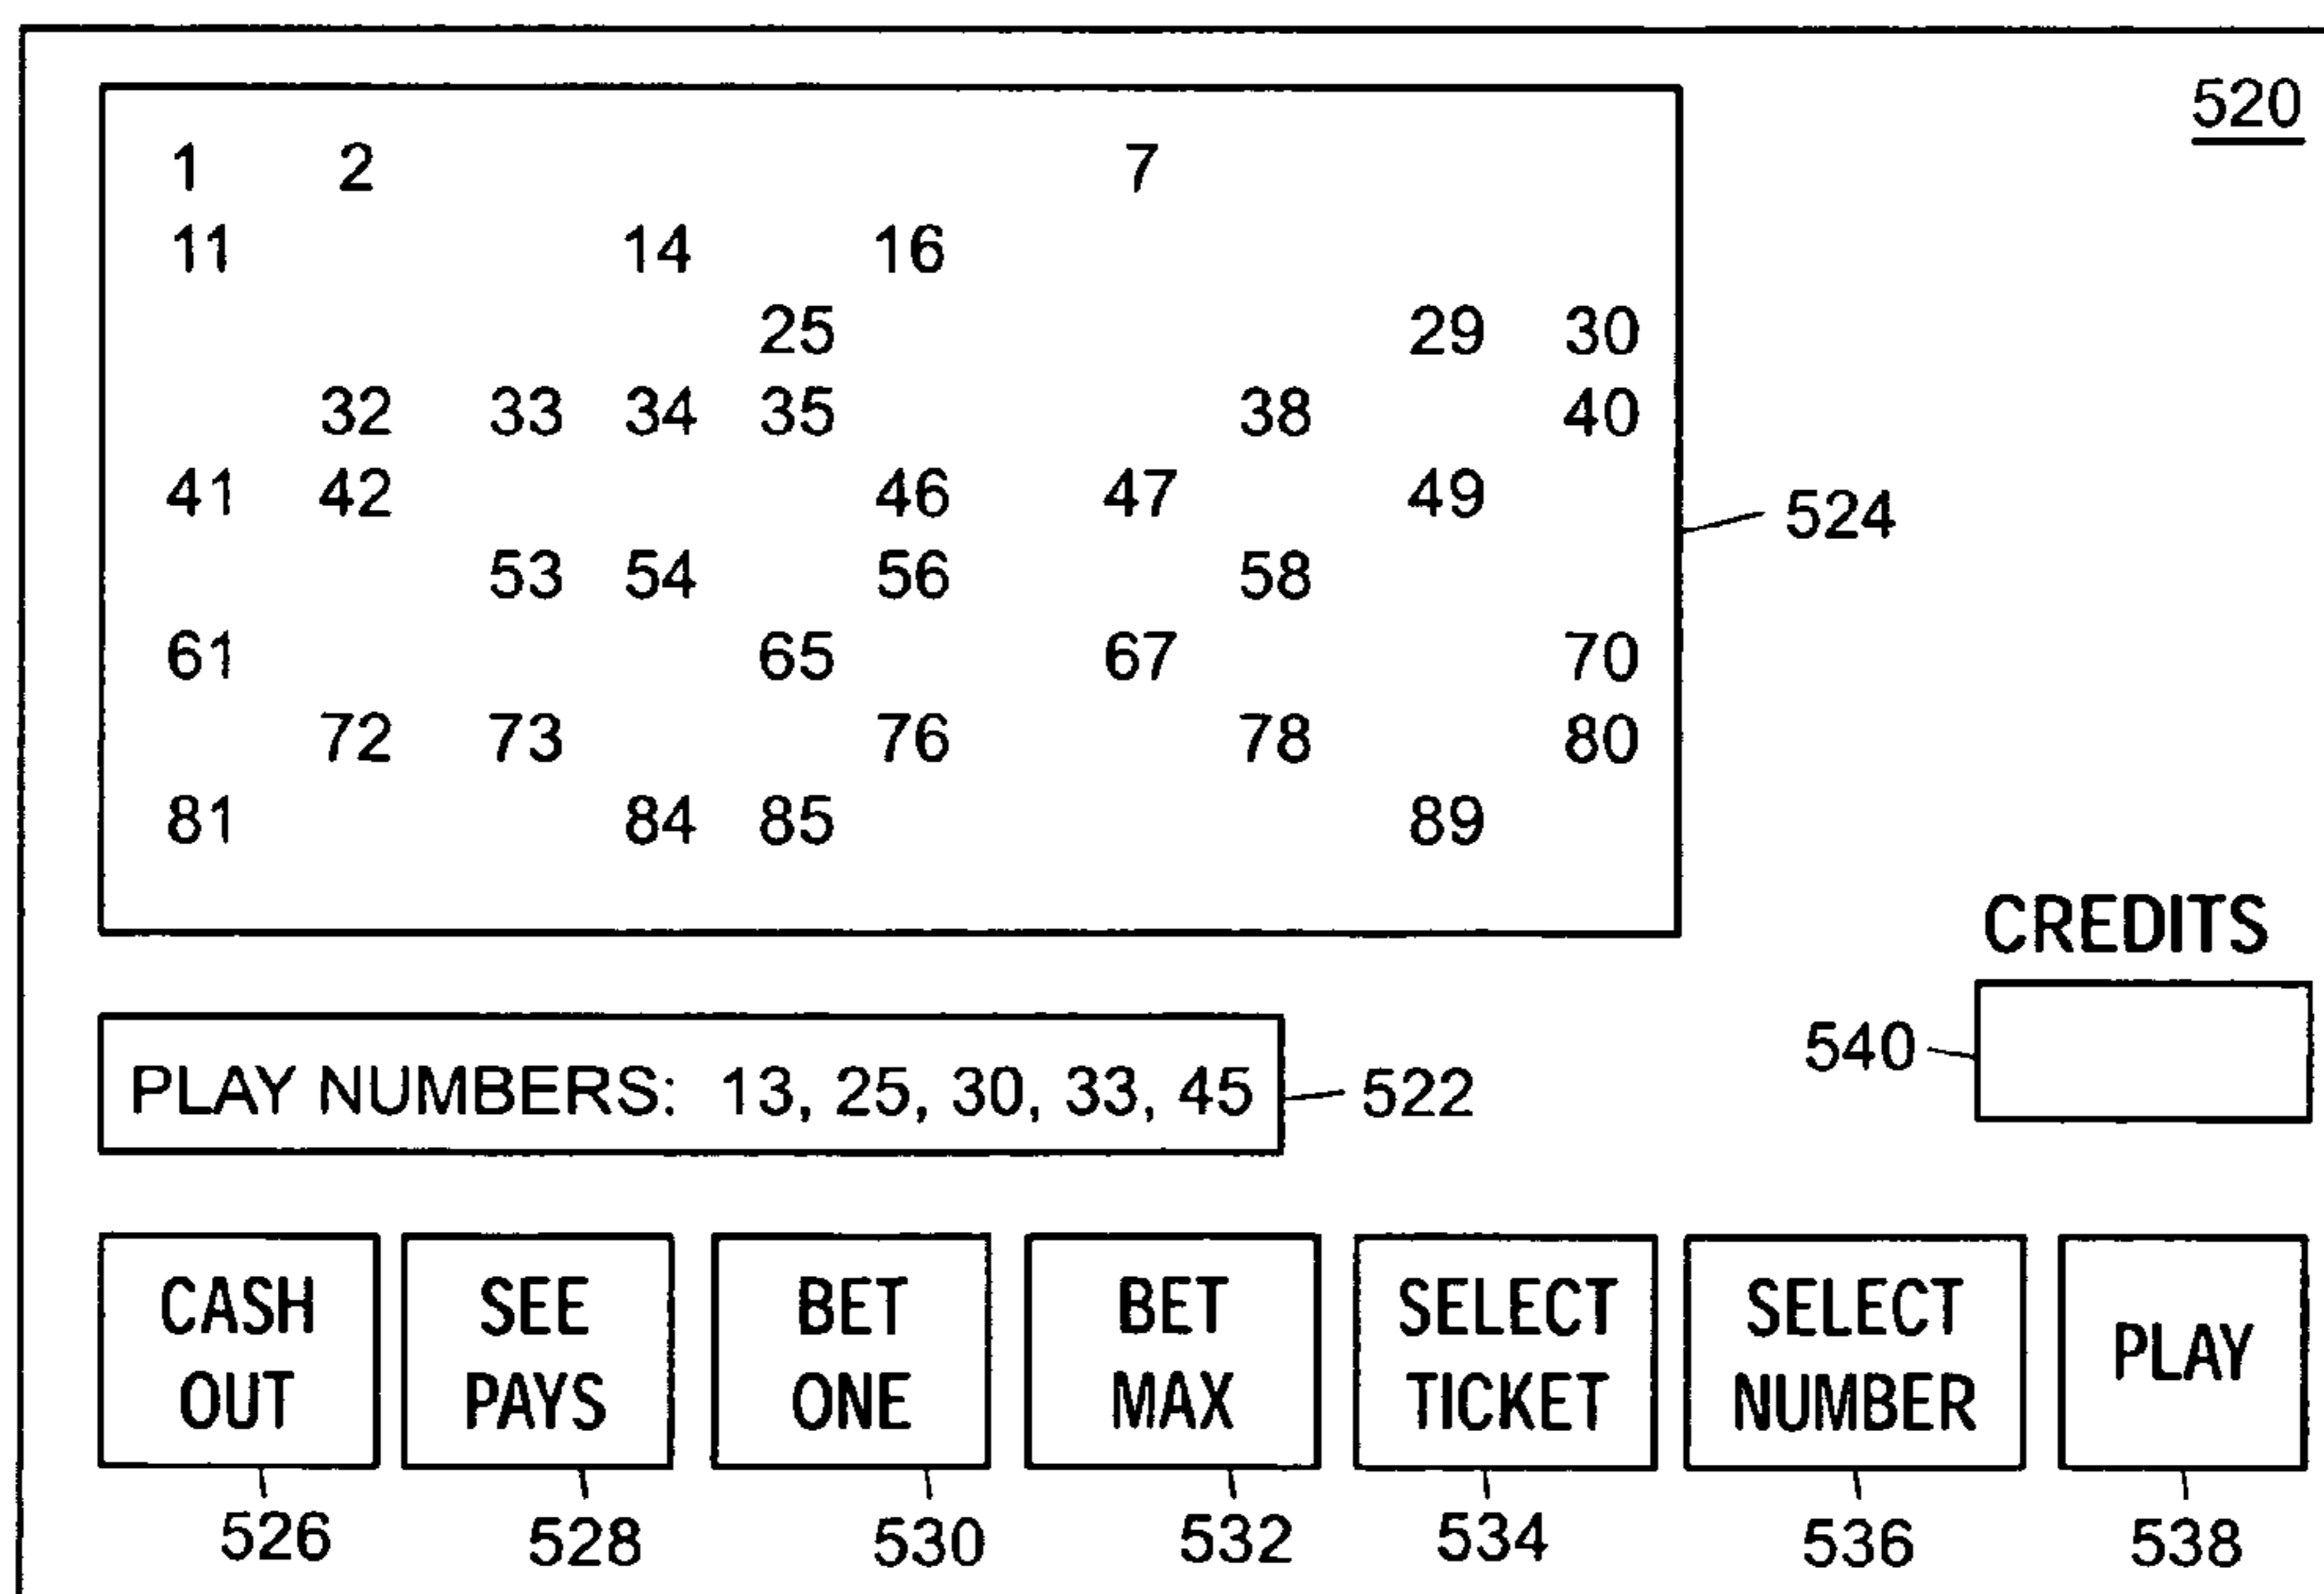 520
1 2 7
11 14 16
25 29 30
32 33 34 35 38 40
41 42 46 47 49
524
53 54 56 58
61 65 67 70
72 73 76 78 80
81 84 85 89
CREDITS
540
PLAY NUMBERS: 13, 25, 30, 33, 45
522
CASH
OUT
SEE
PAYS
BET
ONE
BET
MAX
SELECT
TICKET
SELECT
NUMBER
PLAY
526 528 530 532 534 536 538